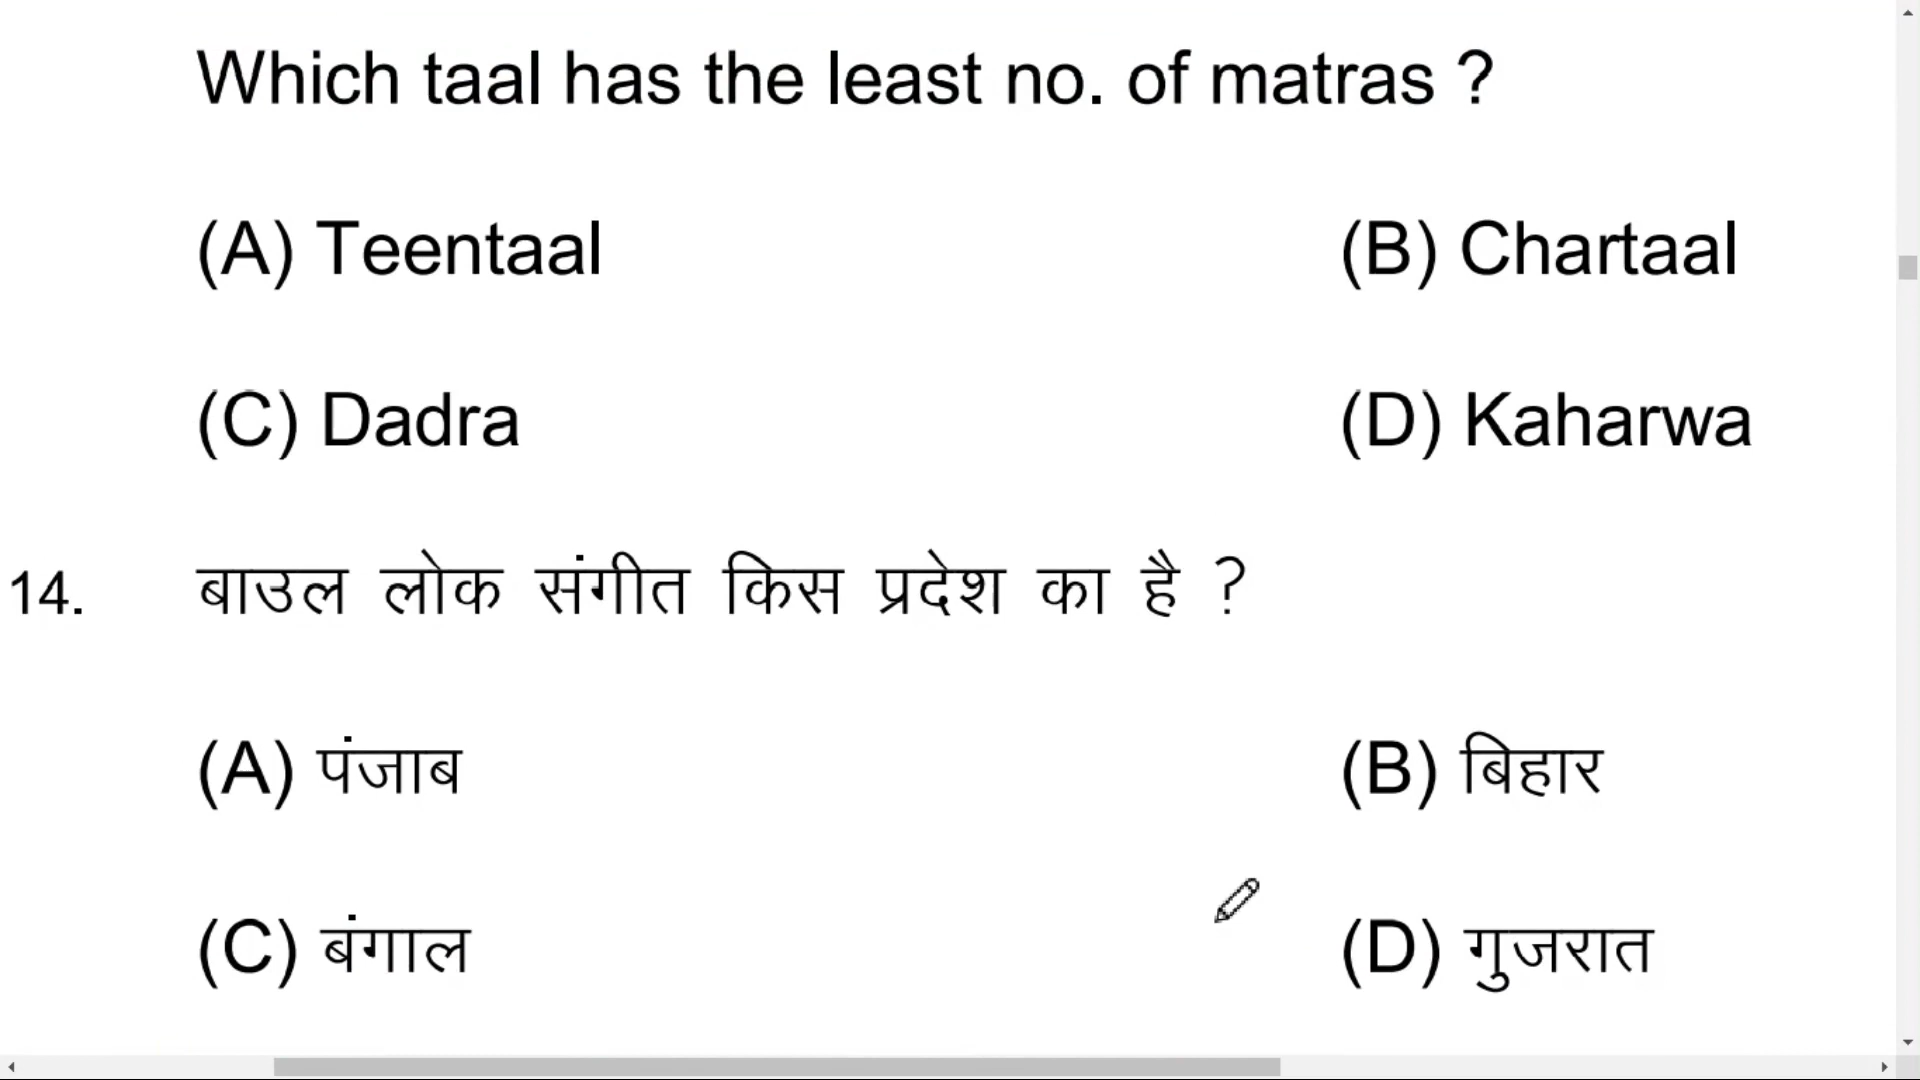 Which taal has the least no. of matras ?
(A) Teentaal (B) Chartaal
(C) Dadra (D) Kaharwa
14. बाउल लोक संगीत किस प्रदेश का है ?
(A) पंजाब (B) बिहार
(C) बंगाल (D) गुजरात